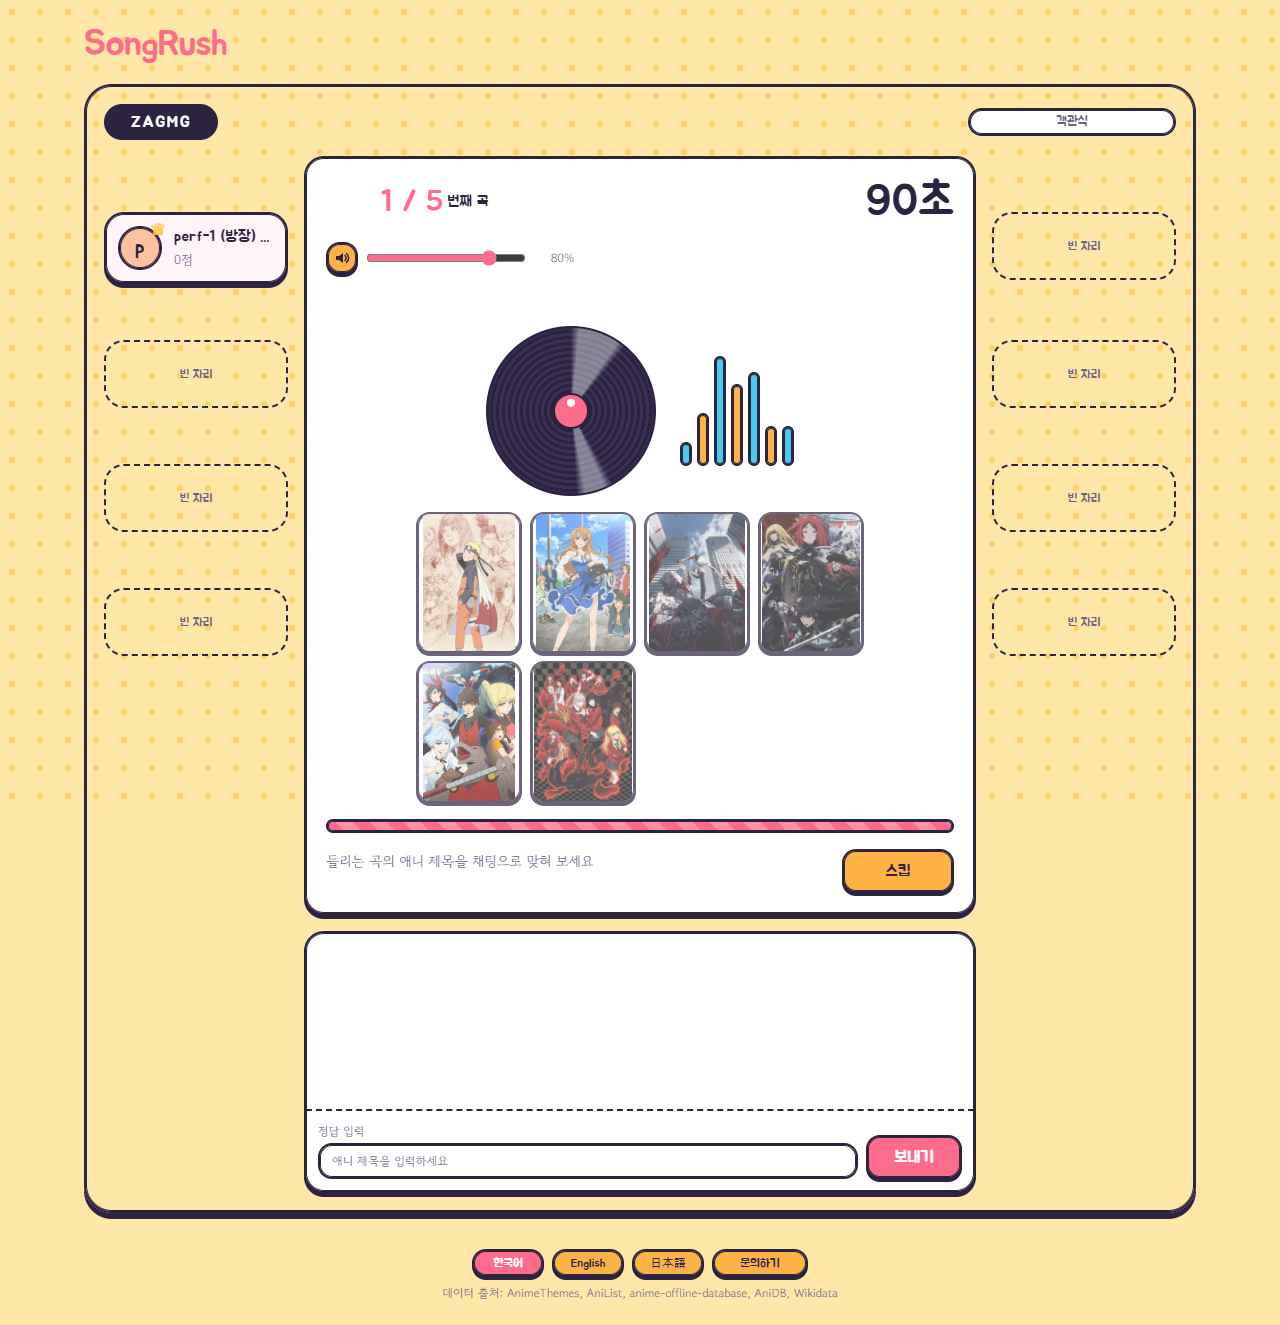 SongRush
ZAGMG
객관식
1 / 5 번째 곡
90초
P
perf-1 (방장) ...
0점
80%
빈 자리
빈 자리
빈 자리
빈 자리
빈 자리
빈 자리
빈 자리
들리는 곡의 애니 제목을 채팅으로 맞혀 보세요
스킵
정답 입력
애니 제목을 입력하세요
보내기
한국어
English
日本語
문의하기
데이터 출처: AnimeThemes, AniList, anime-offline-database, AniDB, Wikidata